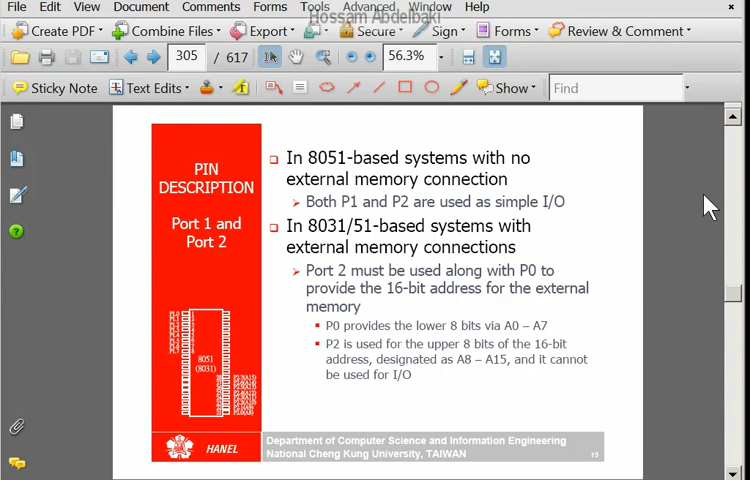 File Edit View Document Comments Forms Tools Advanced Window Help
Hossam Abdelbaki
Create PDF Combine Files Export Secure Sign Forms Review & Comment
305 / 617 56.3%
Sticky Note Text Edits Show Find
PIN
DESCRIPTION
Port 1 and
Port 2
8051
(8031)
❑ In 8051-based systems with no
external memory connection
➢ Both P1 and P2 are used as simple I/O
❑ In 8031/51-based systems with
external memory connections
➢ Port 2 must be used along with P0 to
provide the 16-bit address for the external
memory
▪ P0 provides the lower 8 bits via A0 – A7
▪ P2 is used for the upper 8 bits of the 16-bit
address, designated as A8 – A15, and it cannot
be used for I/O
HANEL
Department of Computer Science and Information Engineering
National Cheng Kung University, TAIWAN
15